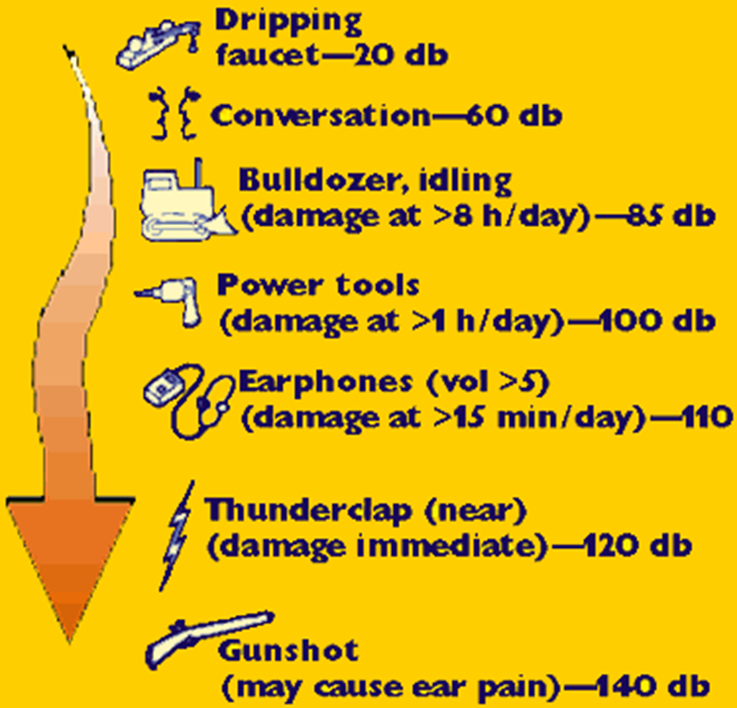 Dripping
faucet—20 db
Conversation—60 db
Bulldozer, idling
(damage at >8 h/day)—85 db
Power tools
(damage at >1 h/day)—100 db
Earphones (vol >5)
(damage at >15 min/day)—110
Thunderclap (near)
(damage immediate)—120 db
Gunshot
(may cause ear pain)—140 db